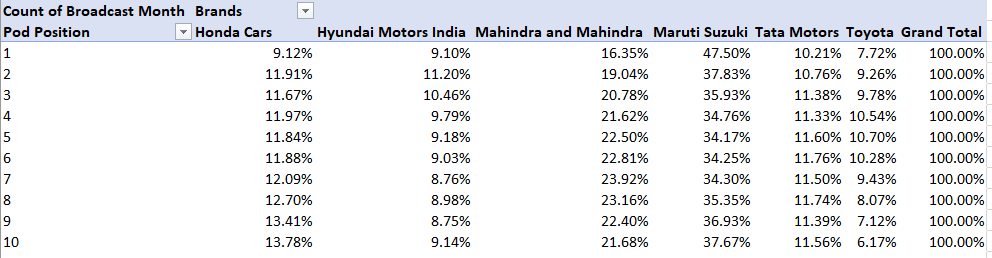 Count of Broadcast Month Brands
Pod Position Honda Cars Hyundai Motors India Mahindra and Mahindra Maruti Suzuki Tata Motors Toyota Grand Total
1 9.12% 9.10% 16.35% 47.50% 10.21% 7.72% 100.00%
2 11.91% 11.20% 19.04% 37.83% 10.76% 9.26% 100.00%
3 11.67% 10.46% 20.78% 35.93% 11.38% 9.78% 100.00%
4 11.97% 9.79% 21.62% 34.76% 11.33% 10.54% 100.00%
5 11.84% 9.18% 22.50% 34.17% 11.60% 10.70% 100.00%
6 11.88% 9.03% 22.81% 34.25% 11.76% 10.28% 100.00%
7 12.09% 8.76% 23.92% 34.30% 11.50% 9.43% 100.00%
8 12.70% 8.98% 23.16% 35.35% 11.74% 8.07% 100.00%
9 13.41% 8.75% 22.40% 36.93% 11.39% 7.12% 100.00%
10 13.78% 9.14% 21.68% 37.67% 11.56% 6.17% 100.00%